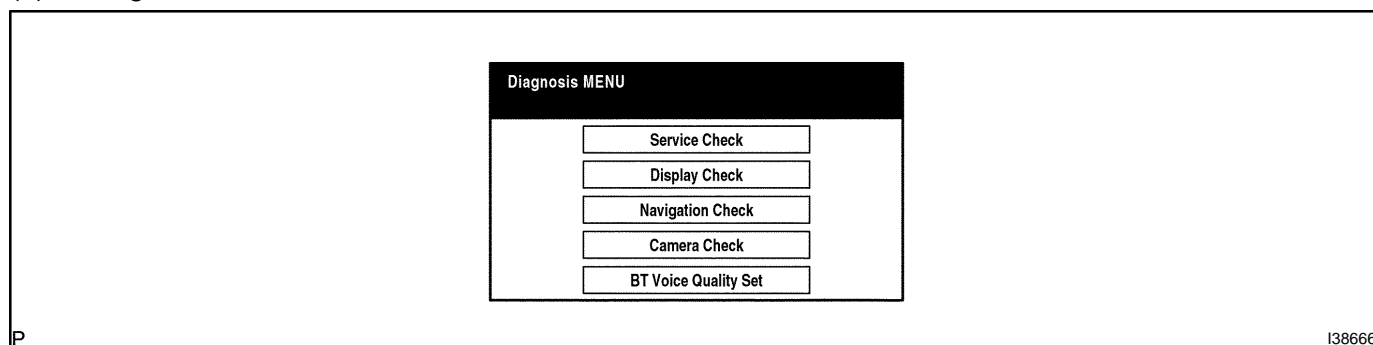 Diagnosis MENU
Service Check
Display Check
Navigation Check
Camera Check
BT Voice Quality Set
P
I38666